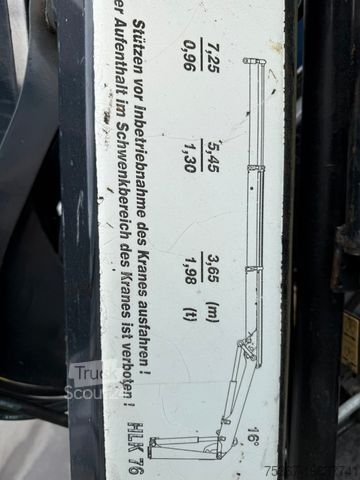 16°
7,25 5,45 3,65 (m)
0,96 1,30 1,98 (t)
Stützen vor Inbetriebnahme des Kranes ausfahren !
er Aufenthalt im Schwenkbereich des Kranes ist verboten ! HLK 76
Truck